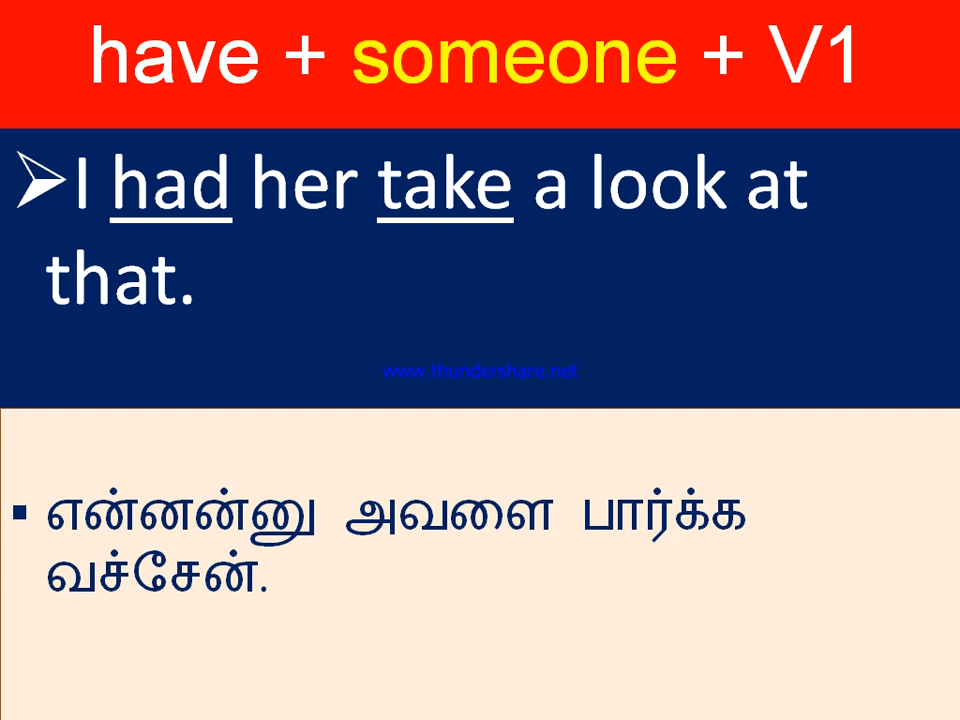 have + someone + V1
➢I had her take a look at
that.
www.thundershare.net
▪ என்னன்னு அவளை பார்க்க
வச்சேன்.